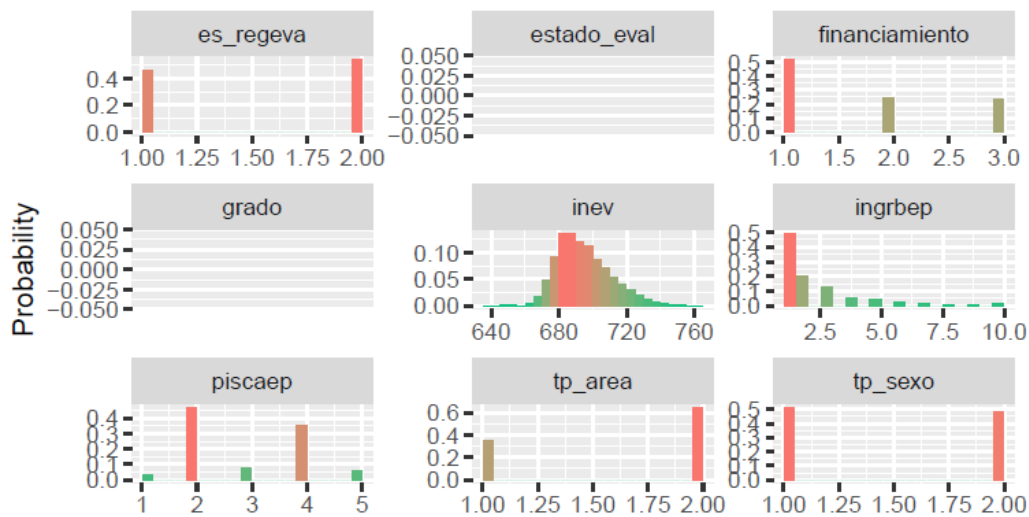 es_regeva
estado_eval
financiamiento
0.4
0.2
0.0
1.00 1.25 1.50 1.75 2.00
0.050
0.025
0.000
−0.025
−0.050
0.5
0.4
0.3
0.2
0.1
0.0
1.0 1.5 2.0 2.5 3.0
Probability
grado
inev
ingrbep
0.050
0.025
0.000
−0.025
−0.050
0.10
0.05
0.00
640 680 720 760
0.5
0.4
0.3
0.2
0.1
0.0
2.5 5.0 7.5 10.0
piscaep
tp_area
tp_sexo
0.4
0.3
0.2
0.1
0.0
1 2 3 4 5
0.6
0.4
0.2
0.0
1.00 1.25 1.50 1.75 2.00
0.5
0.4
0.3
0.2
0.1
0.0
1.00 1.25 1.50 1.75 2.00